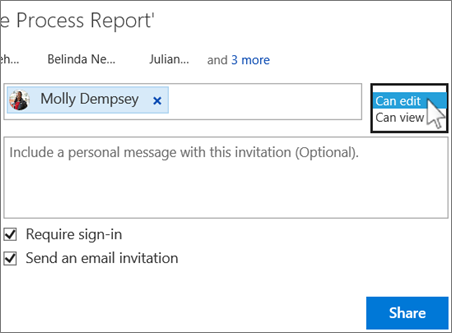 e Process Report'
eh... Belinda Ne... Julian... and 3 more
Molly Dempsey x
Can edit
Can view
Include a personal message with this invitation (Optional).
Require sign-in
Send an email invitation
Share